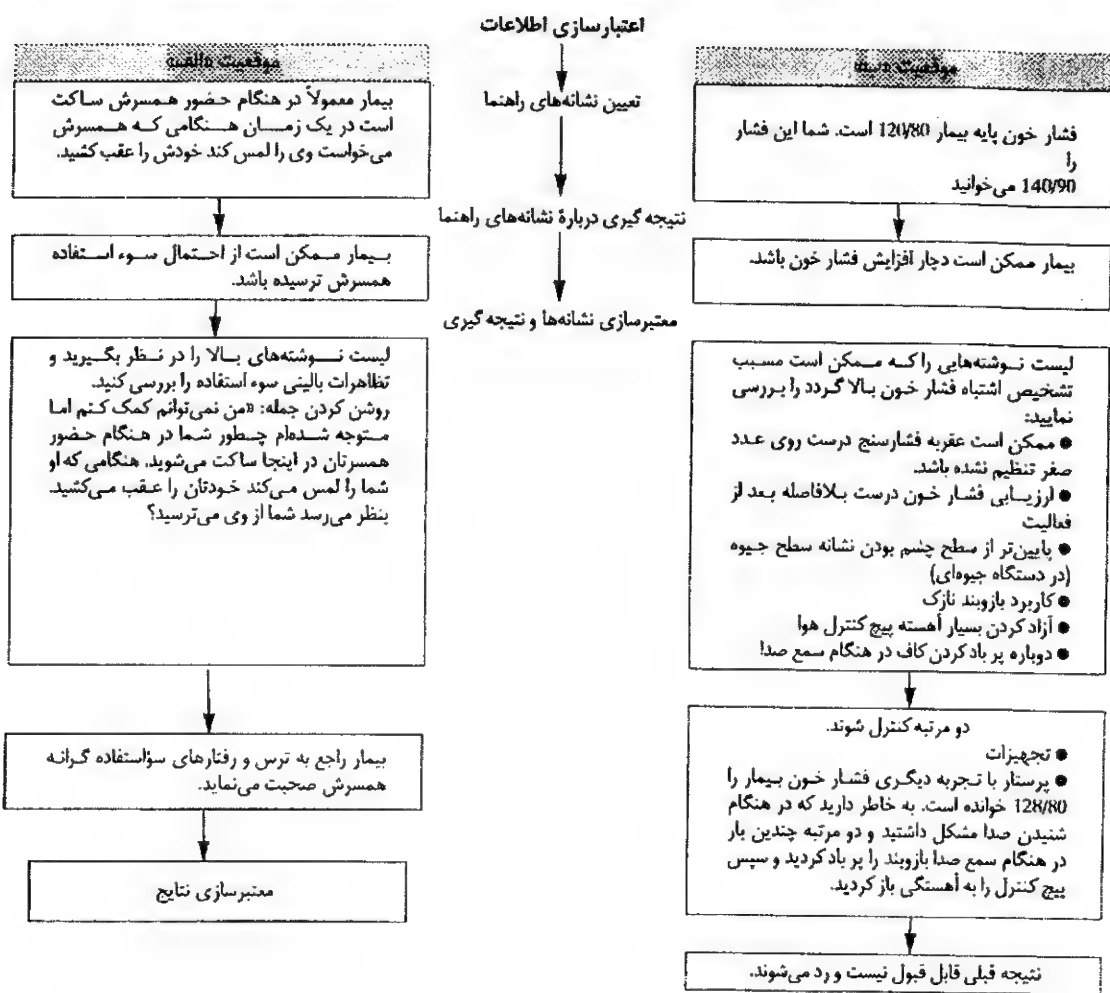 اعتبارسازی اطلاعات
تعیین نشانه‌های راهنما
نتیجه گیری دربارهٔ نشانه‌های راهنما
معتبرسازی نشانه‌ها و نتیجه گیری
موقعیت «ب»
فشار خون پایه بیمار 120/80 است. شما این فشار
را
140/90 می‌خوانید
بیمار ممکن است دچار افزایش فشار خون باشد.
لیست نوشته‌هایی را که ممکن است مسبب
تشخیص اشتباه فشار خون بالا گردد را بررسی
نمایید:
● ممکن است عقربه فشارسنج درست روی عدد
صفر تنظیم نشده باشد.
● ارزیابی فشار خون درست بلافاصله بعد از
فعالیت
● پایین‌تر از سطح چشم بودن نشانه سطح جیوه
(در دستگاه جیوه‌ای)
● کاربرد بازوبند نازک
● آزاد کردن بسیار آهسته پیچ کنترل هوا
● دوباره پر باد کردن کاف در هنگام سمع صدا
دو مرتبه کنترل شوند.
● تجهیزات
● پرستار با تجربه دیگری فشار خون بیمار را
128/80 خوانده است. به خاطر دارید که در هنگام
شنیدن صدا مشکل داشتید و دو مرتبه چندین بار
در هنگام سمع صدا بازوبند را پر باد کردید و سپس
پیچ کنترل را به آهستگی باز کردید.
نتیجه قبلی قابل قبول نیست و رد می‌شوند.
موقعیت «الف»
بیمار معمولاً در هنگام حضور همسرش ساکت
است در یک زمان هنگامی که همسرش
می‌خواست وی را لمس کند خودش را عقب کشید.
بیمار ممکن است از احتمال سوء استفاده
همسرش ترسیده باشد.
لیست نوشته‌های بالا را در نظر بگیرید و
تظاهرات بالینی سوء استفاده را بررسی کنید.
روشن کردن جمله: «من نمی‌توانم کمک کنم اما
متوجه شده‌ام چطور شما در هنگام حضور
همسرتان در اینجا ساکت می‌شوید. هنگامی که او
شما را لمس می‌کند خودتان را عقب می‌کشید.
بنظر می‌رسد شما از وی می‌ترسید؟
بیمار راجع به ترس و رفتارهای سؤاستفاده گرانه
همسرش صحبت می‌نماید.
معتبرسازی نتایج